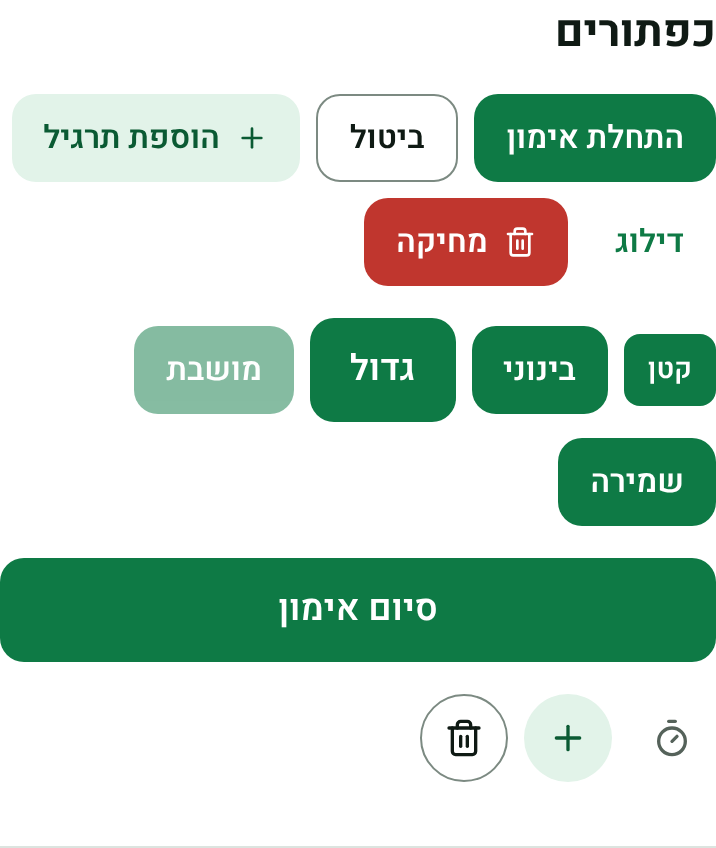 כפתורים
התחלת אימון
ביטול
הוספת תרגיל
דילוג
מחיקה
קטן
בינוני
גדול
מושבת
שמירה
סיום אימון